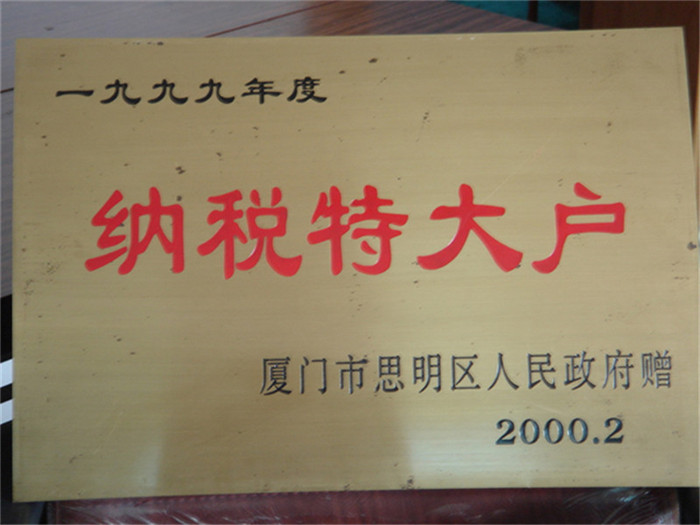 一九九九年度
纳税特大户
厦门市思明区人民政府赠
2000.2